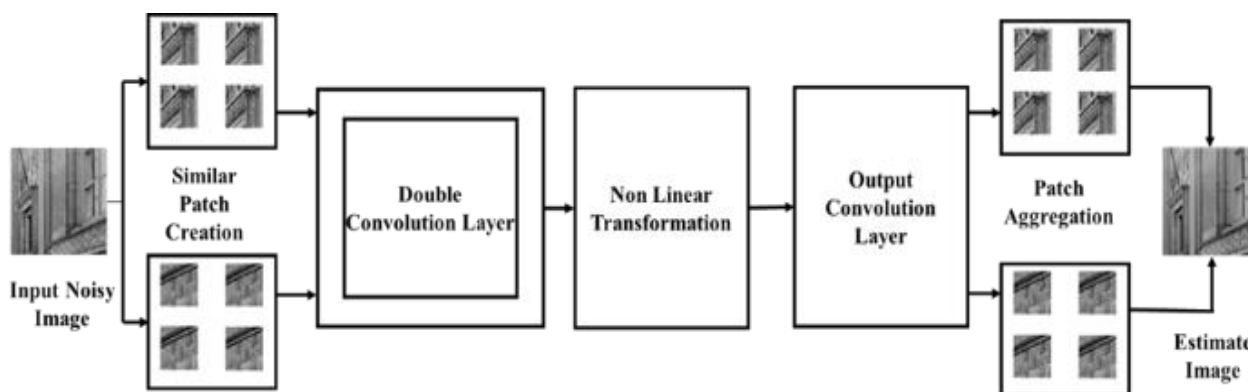 Input Noisy
Image
Similar
Patch
Creation
Double
Convolution Layer
Non Linear
Transformation
Output
Convolution
Layer
Patch
Aggregation
Estimate
Image